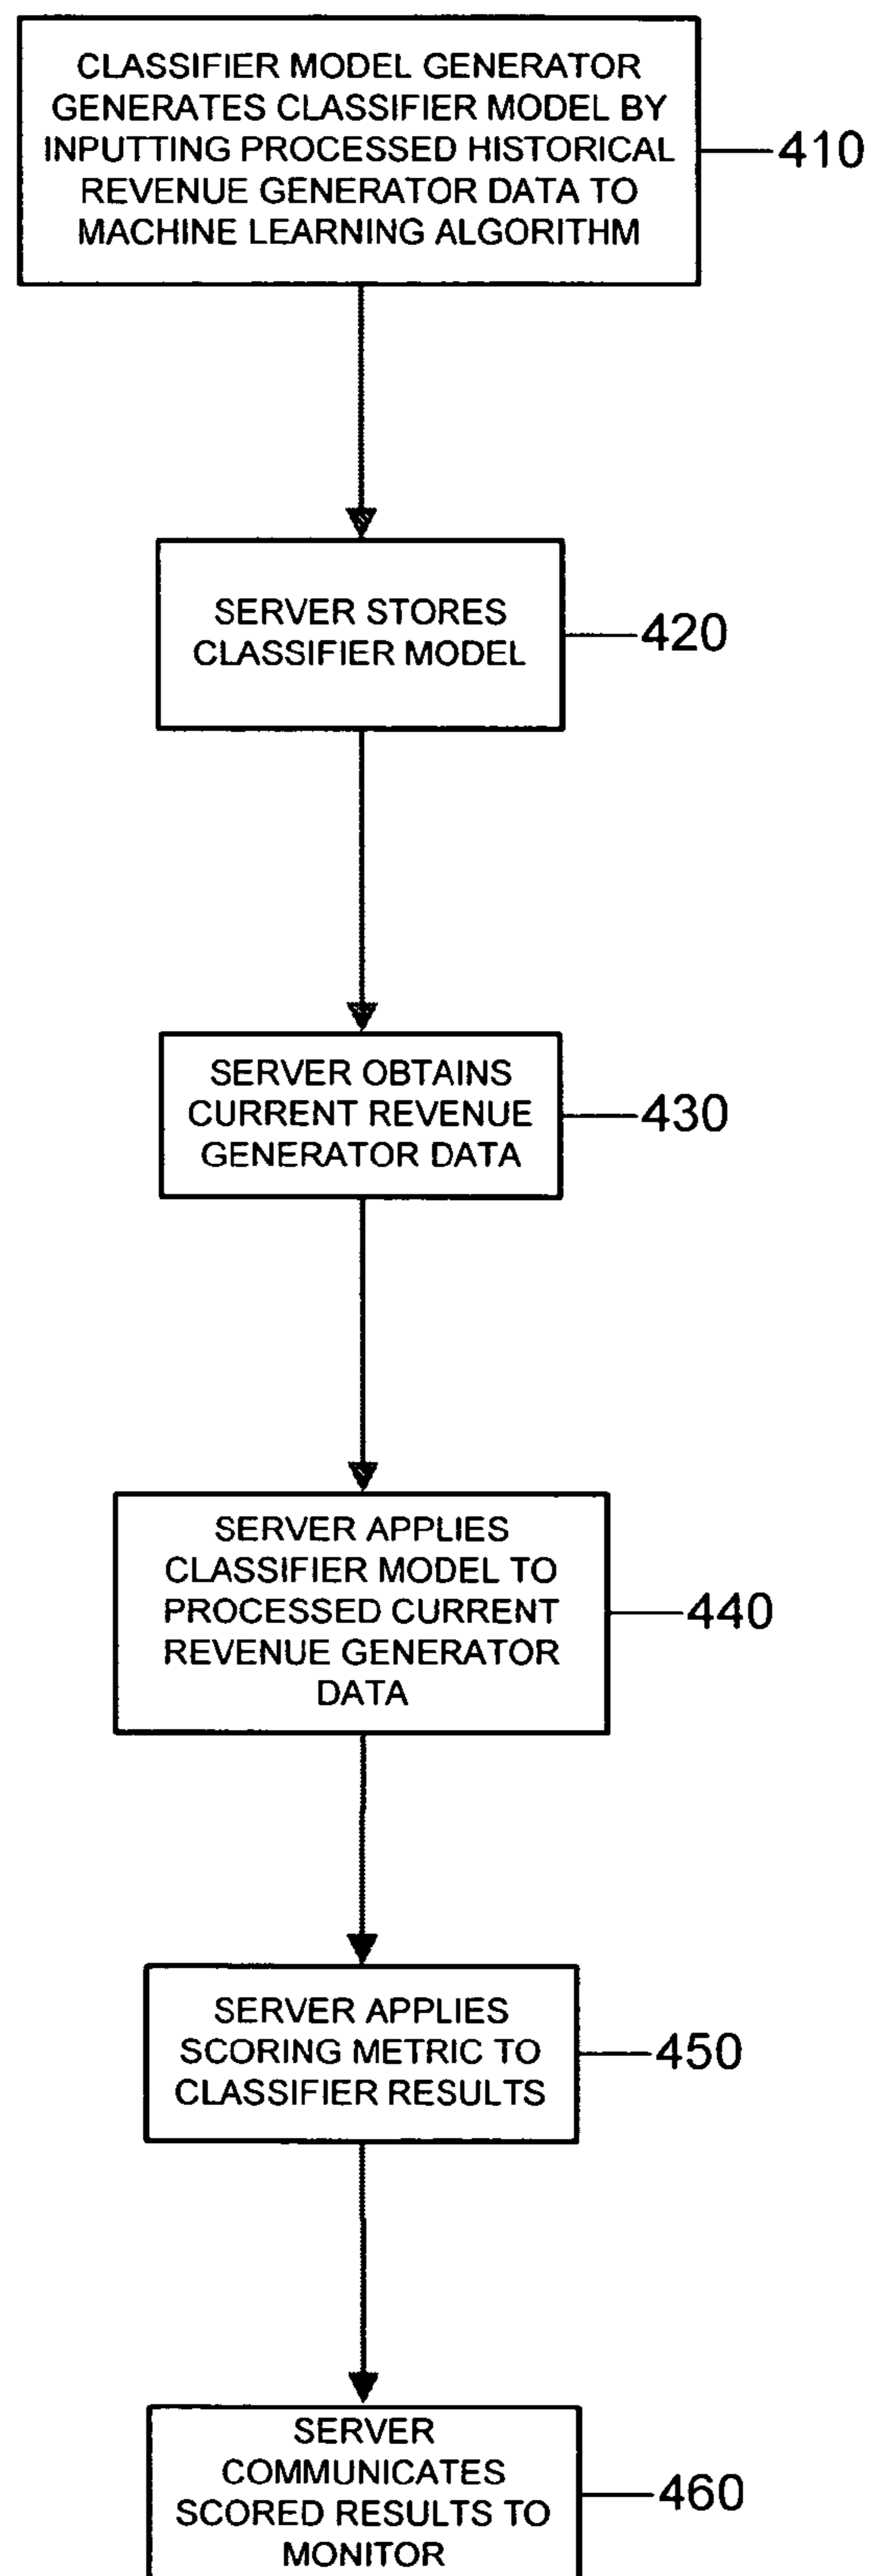 CLASSIFIER MODEL GENERATOR
GENERATES CLASSIFIER MODEL BY
INPUTTING PROCESSED HISTORICAL
REVENUE GENERATOR DATA TO
MACHINE LEARNING ALGORITHM
410
SERVER STORES
CLASSIFIER MODEL
420
SERVER OBTAINS
CURRENT REVENUE
GENERATOR DATA
430
SERVER APPLIES
CLASSIFIER MODEL TO
PROCESSED CURRENT
REVENUE GENERATOR
DATA
440
SERVER APPLIES
SCORING METRIC TO
CLASSIFIER RESULTS
450
SERVER
COMMUNICATES
SCORED RESULTS TO
MONITOR
460